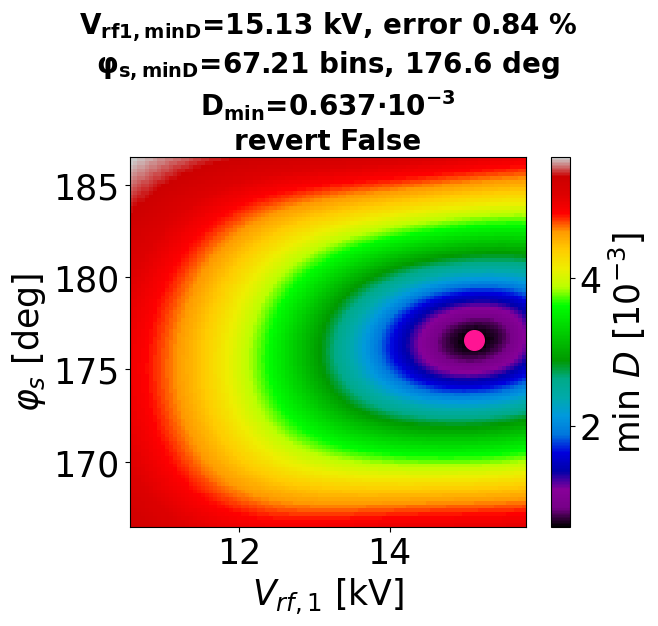 V_rf1, minD=15.13 kV, error 0.84 %
φ_s, minD=67.21 bins, 176.6 deg
D_min=0.637·10^−3
revert False
185
180
175
170
φ_s [deg]
12 14
V_rf, 1 [kV]
4
2
min D [10^−3]